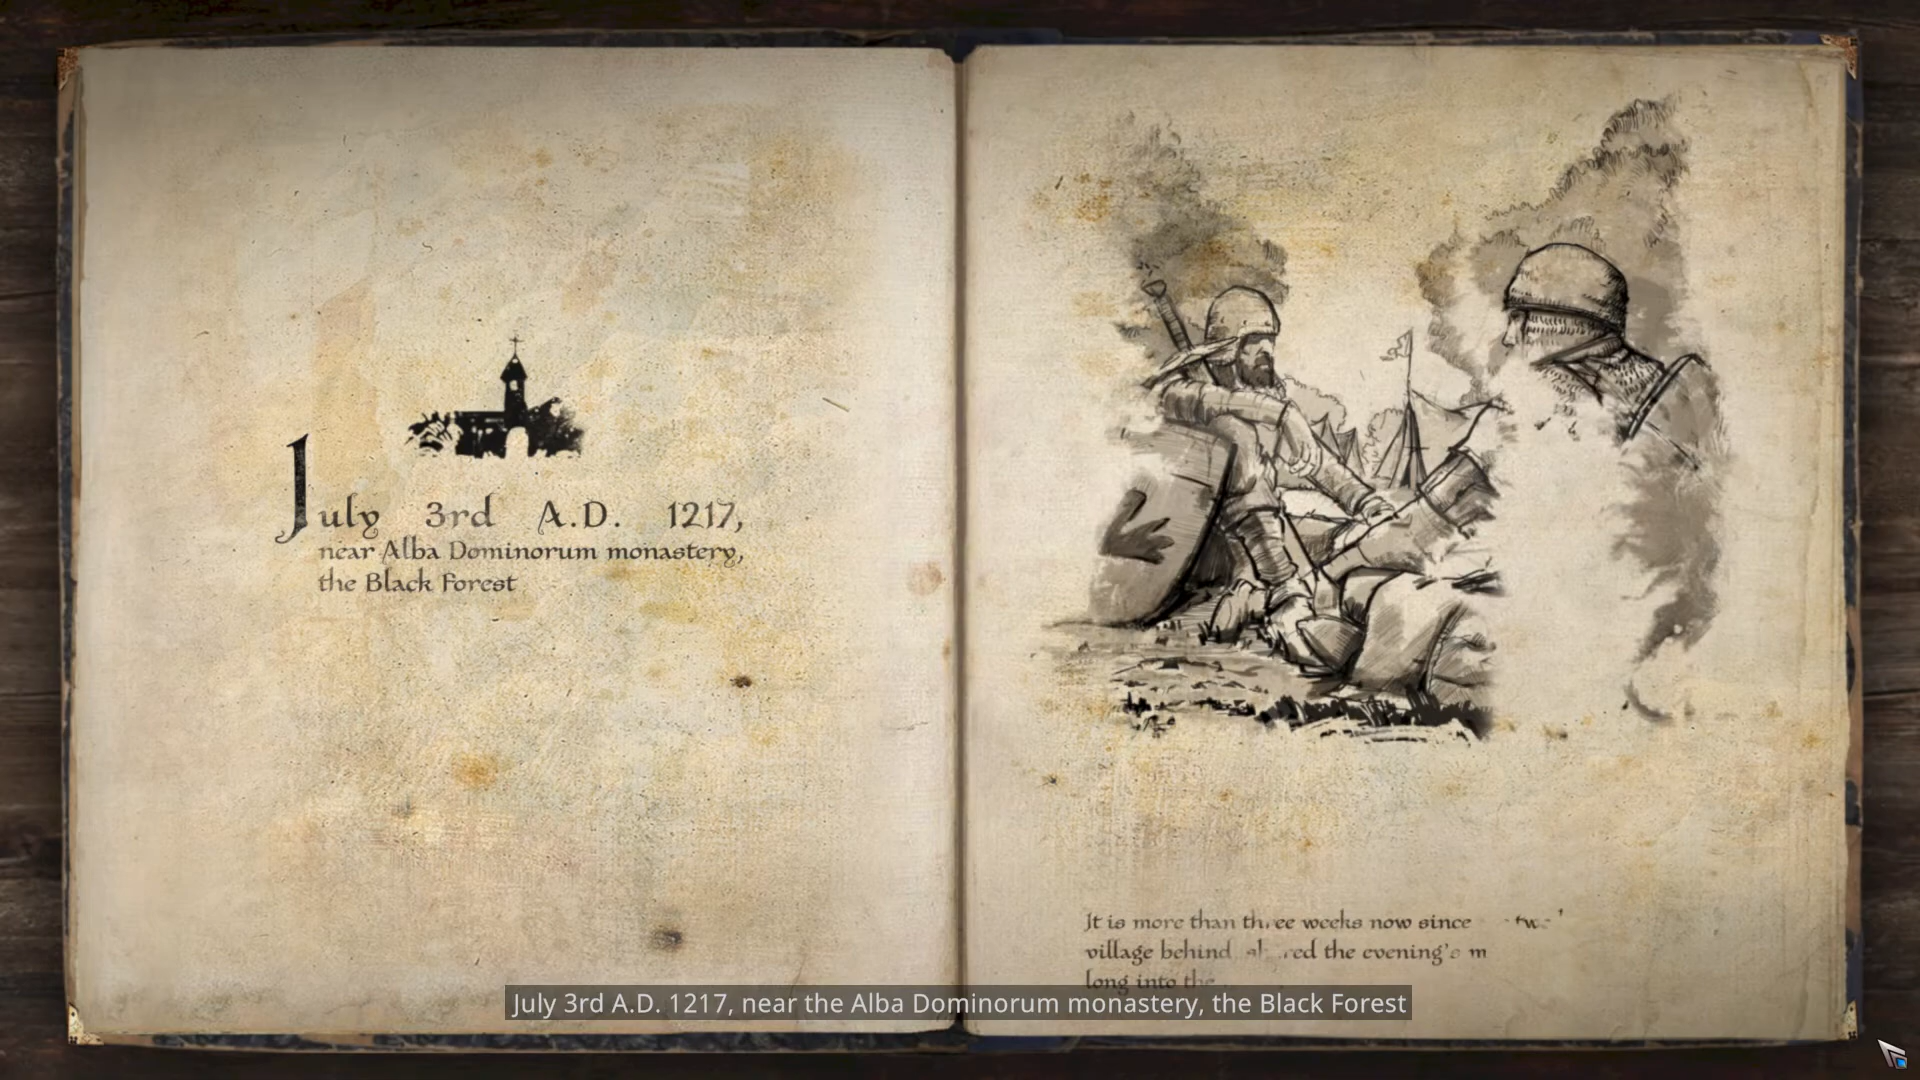 July 3rd A.D. 1217,
near Alba Dominorum monastery,
the Black Forest
It is more than three weeks now since
village behind the evening's
long into the
July 3rd A.D. 1217, near the Alba Dominorum monastery, the Black Forest